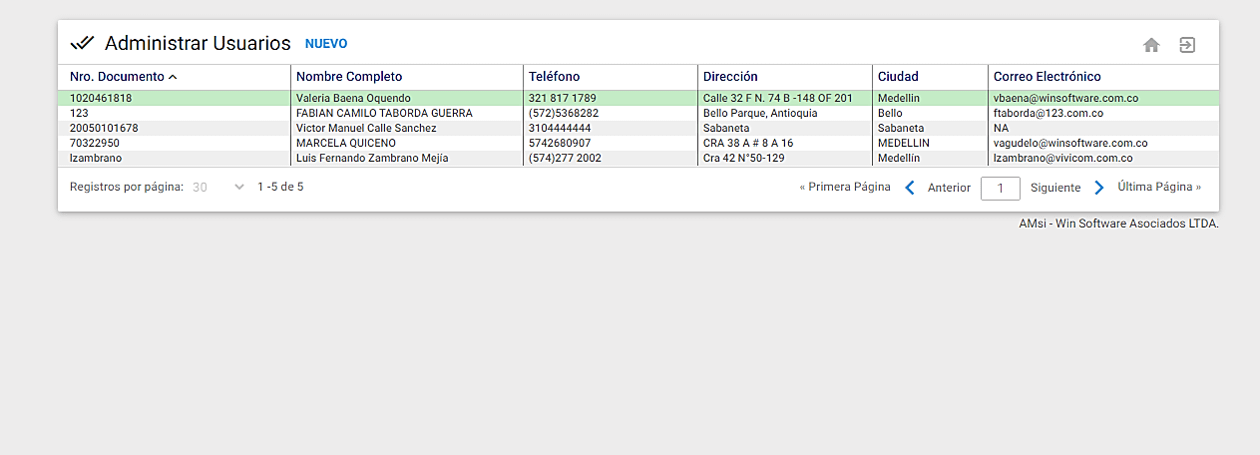 Administrar Usuarios NUEVO
Nro. Documento Nombre Completo Teléfono Dirección Ciudad Correo Electrónico
1020461818 Valeria Baena Oquendo 321 817 1789 Calle 32 F N. 74 B -148 OF 201 Medellin vbaena@winsoftware.com.co
123 FABIAN CAMILO TABORDA GUERRA (572)5368282 Bello Parque, Antioquia Bello ftaborda@123.com.co
20050101678 Victor Manuel Calle Sanchez 3104444444 Sabaneta Sabaneta NA
70322950 MARCELA QUICENO 5742680907 CRA 38 A # 8 A 16 MEDELLIN vagudelo@winsoftware.com.co
lzambrano Luis Fernando Zambrano Mejía (574)277 2002 Cra 42 N°50-129 Medellín lzambrano@vivicom.com.co
Registros por página: 30 1 -5 de 5 « Primera Página Anterior 1 Siguiente Última Página »
AMsi - Win Software Asociados LTDA.